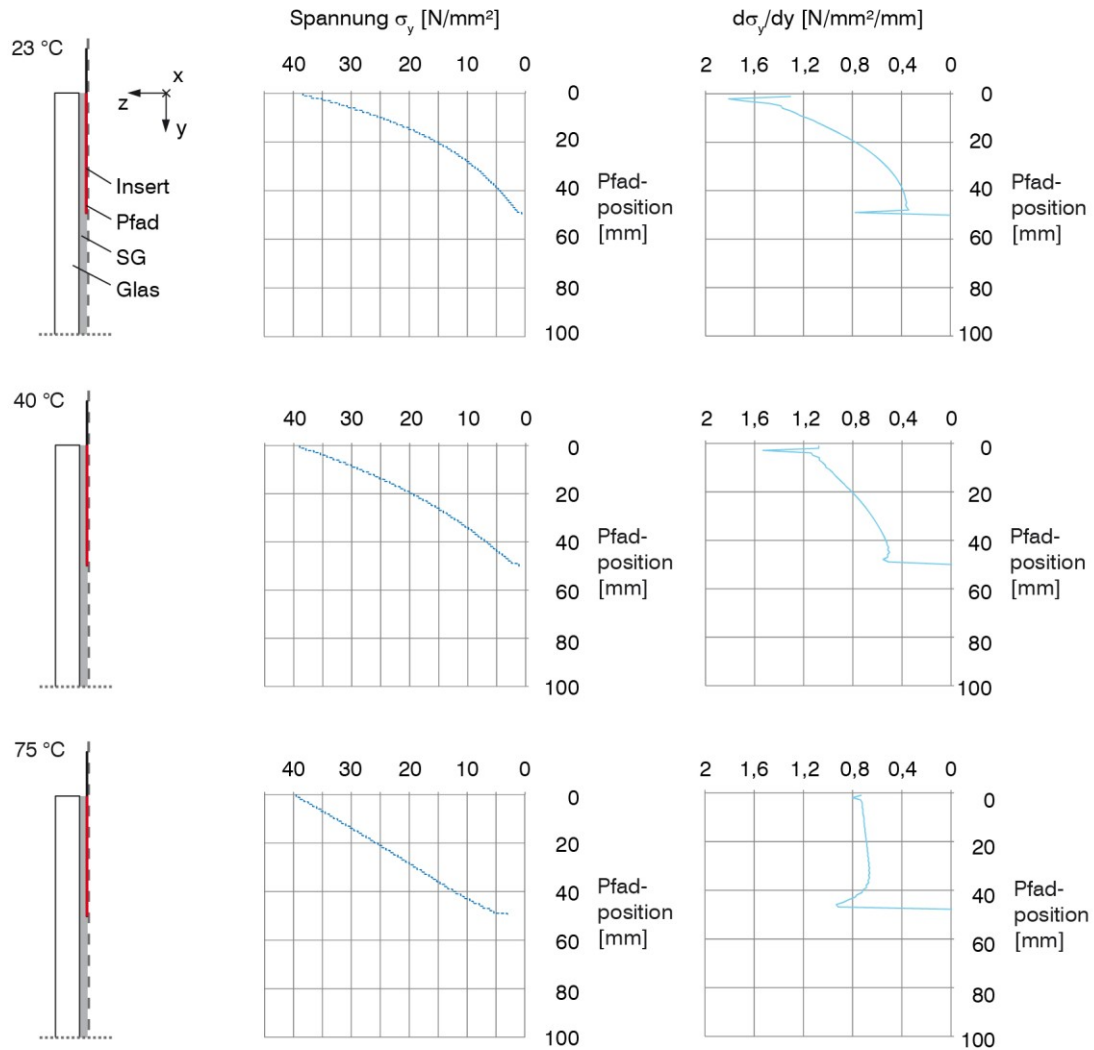 Spannung σy [N/mm²]
dσy/dy [N/mm²/mm]
23 °C
40 30 20 10 0
2 1,6 1,2 0,8 0,4 0
x
z
y
Insert
Pfad
SG
Glas
0
20
40
60
80
100
Pfad-
position
[mm]
0
20
40
60
80
100
Pfad-
position
[mm]
40 °C
40 30 20 10 0
2 1,6 1,2 0,8 0,4 0
0
20
40
60
80
100
Pfad-
position
[mm]
0
20
40
60
80
100
Pfad-
position
[mm]
75 °C
40 30 20 10 0
2 1,6 1,2 0,8 0,4 0
0
20
40
60
80
100
Pfad-
position
[mm]
0
20
40
60
80
100
Pfad-
position
[mm]